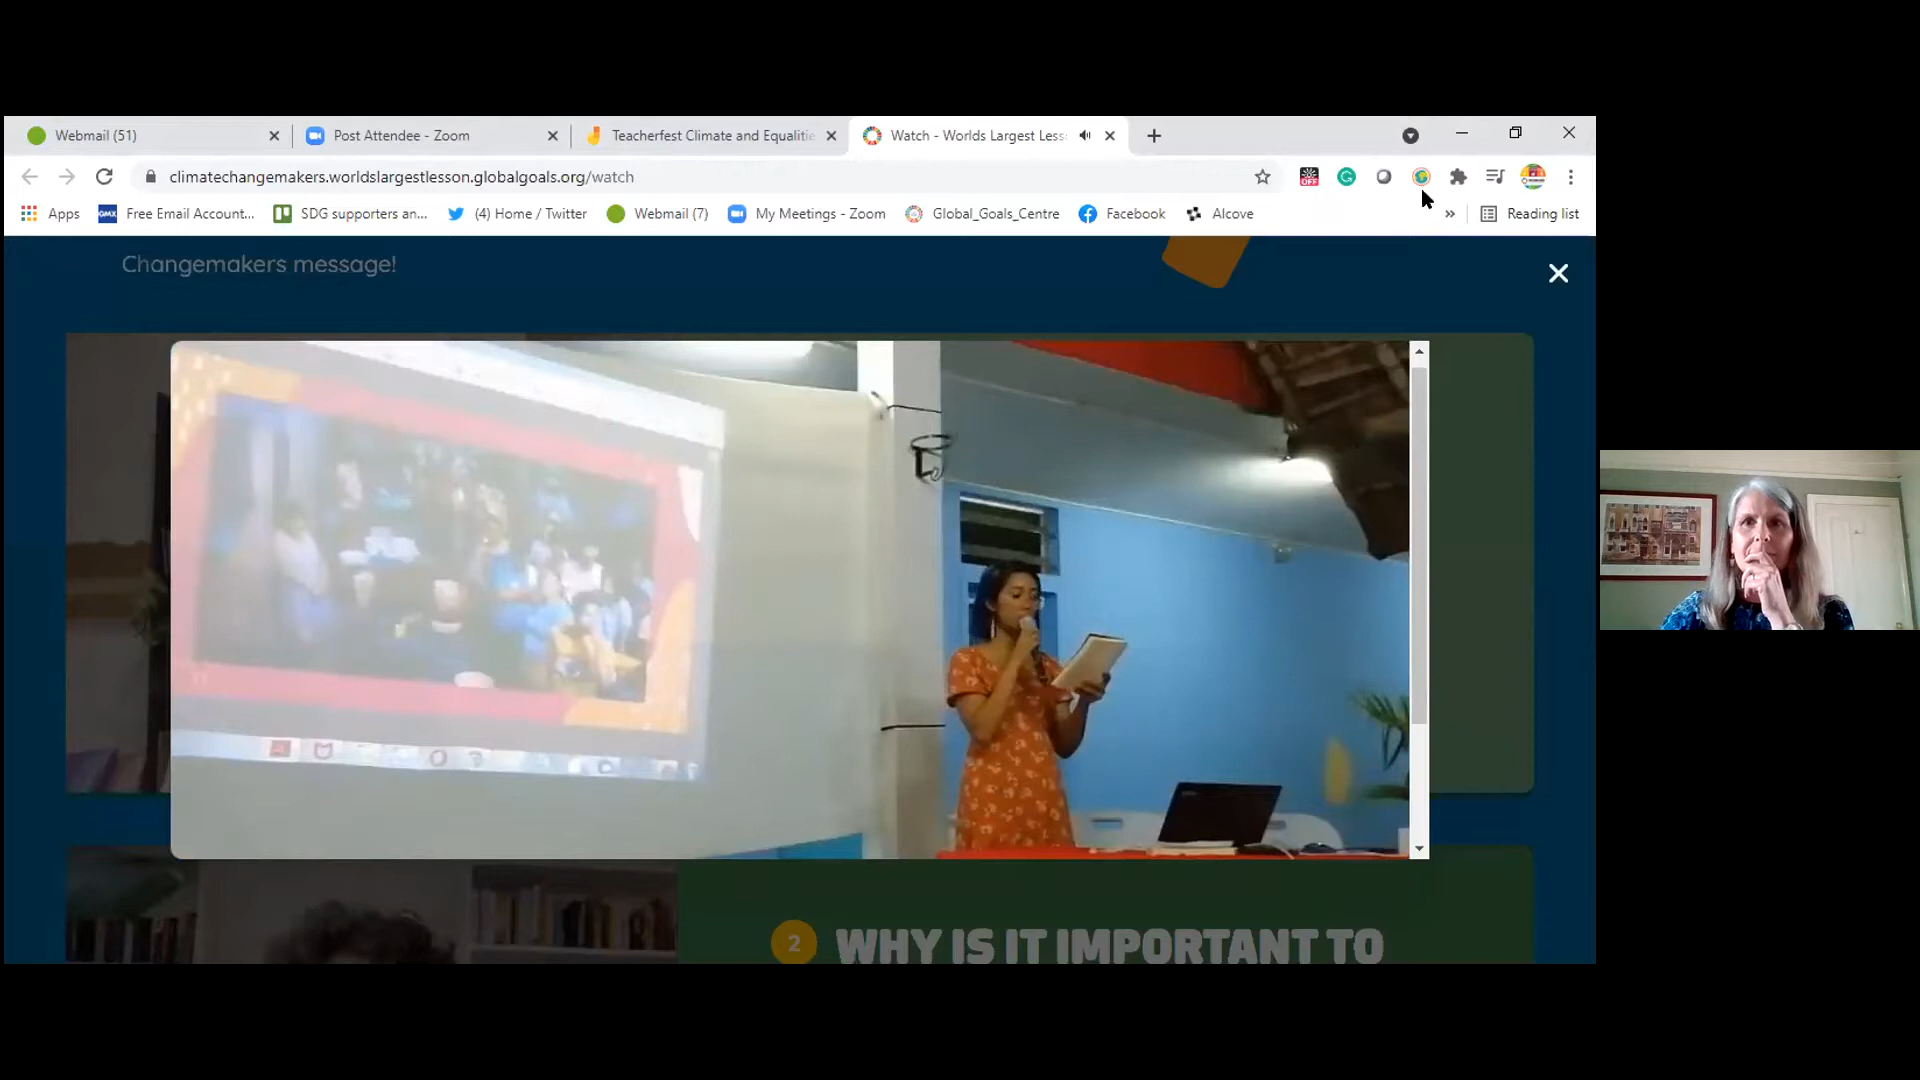 Webmail (51)
Post Attendee - Zoom
Teacherfest Climate and Equalitie
Watch - Worlds Largest Less
climatechangemakers.worldslargestlesson.globalgoals.org/watch
Apps
GMX
Free Email Account...
SDG supporters an...
(4) Home / Twitter
Webmail (7)
My Meetings - Zoom
Global_Goals_Centre
Facebook
Alcove
»
Reading list
OFF
Changemakers message!
2 WHY IS IT IMPORTANT TO